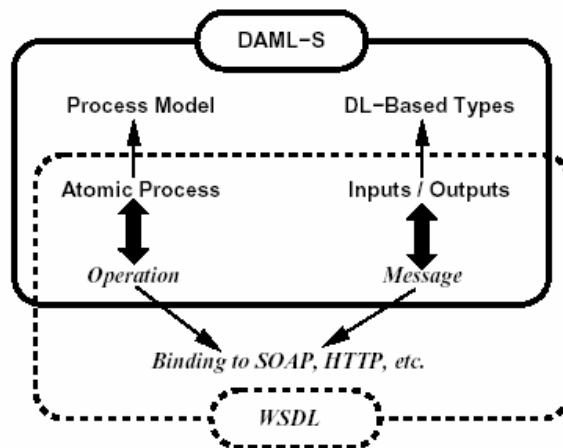 DAML-S
Process Model DL-Based Types
Atomic Process Inputs / Outputs
Operation Message
Binding to SOAP, HTTP, etc.
WSDL